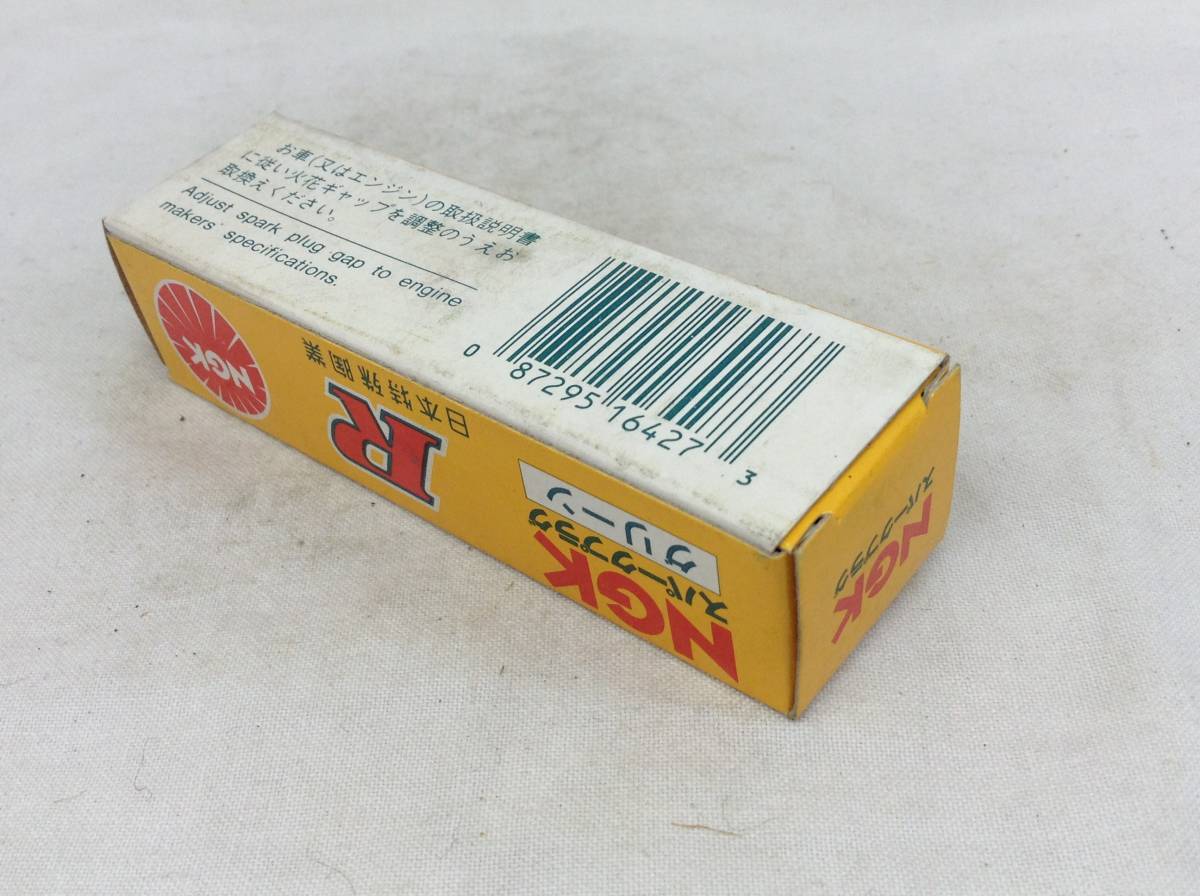 お車(又はエンジン)の取扱説明書
に従い火花ギャップを調整のうえお
取換えください。
Adjust spark plug gap to engine
makers' specifications.
0 87295 16427 3
NGK
日本特殊陶業
R
グリーン
スパークプラグ
NGK
スパークプラグ
NGK